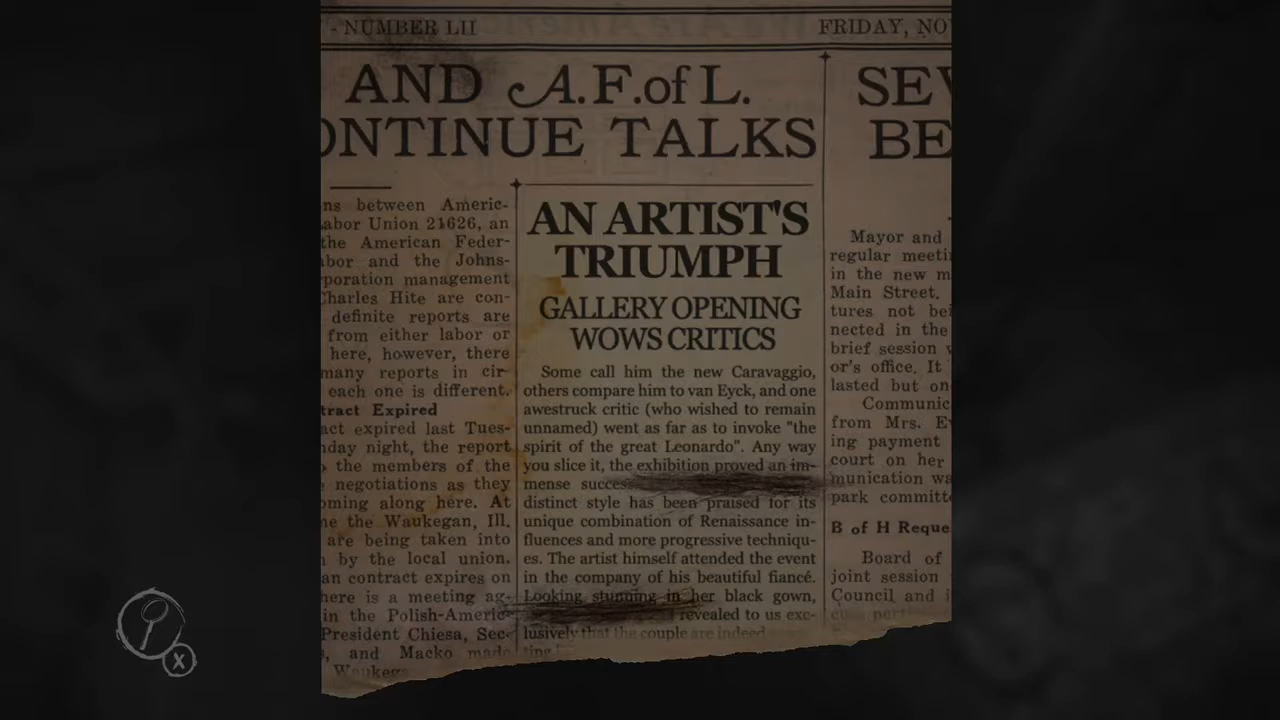 - NUMBER LII
FRIDAY, NO
AND A.F.of L.
ONTINUE TALKS
SEV
BE
ns between Americ-
abor Union 21626, an
the American Feder-
bor and the Johns-
poration management
Charles Hite are con-
definite reports are
from either labor or
here, however, there
many reports in cir-
each one is different.
tract Expired
act expired last Tues-
day night, the report
the members of the
negotiations as they
oming along here. At
e the Waukegan, Ill.
are being taken into
by the local union.
an contract expires on
here is a meeting ag-
in the Polish-Americ-
President Chiesa, Sec-
, and Macko made
Waukega
AN ARTIST'S
TRIUMPH
GALLERY OPENING
WOWS CRITICS
Some call him the new Caravaggio,
others compare him to van Eyck, and one
awestruck critic (who wished to remain
unnamed) went as far as to invoke "the
spirit of the great Leonardo". Any way
you slice it, the exhibition proved an im-
mense succes
distinct style has been praised for its
unique combination of Renaissance in-
fluences and more progressive techniqu-
es. The artist himself attended the event
in the company of his beautiful fiancé.
Looking stunning in her black gown,
revealed to us exc-
lusively that the couple are indeed
ting
Mayor and
regular meeti
in the new m
Main Street.
tures not bei
nected in the
brief session
or's office. It
lasted but on
Communic
from Mrs. E
ing payment
court on her
munication wa
park committe
B of H Reque
Board of
joint session
Council and i
X